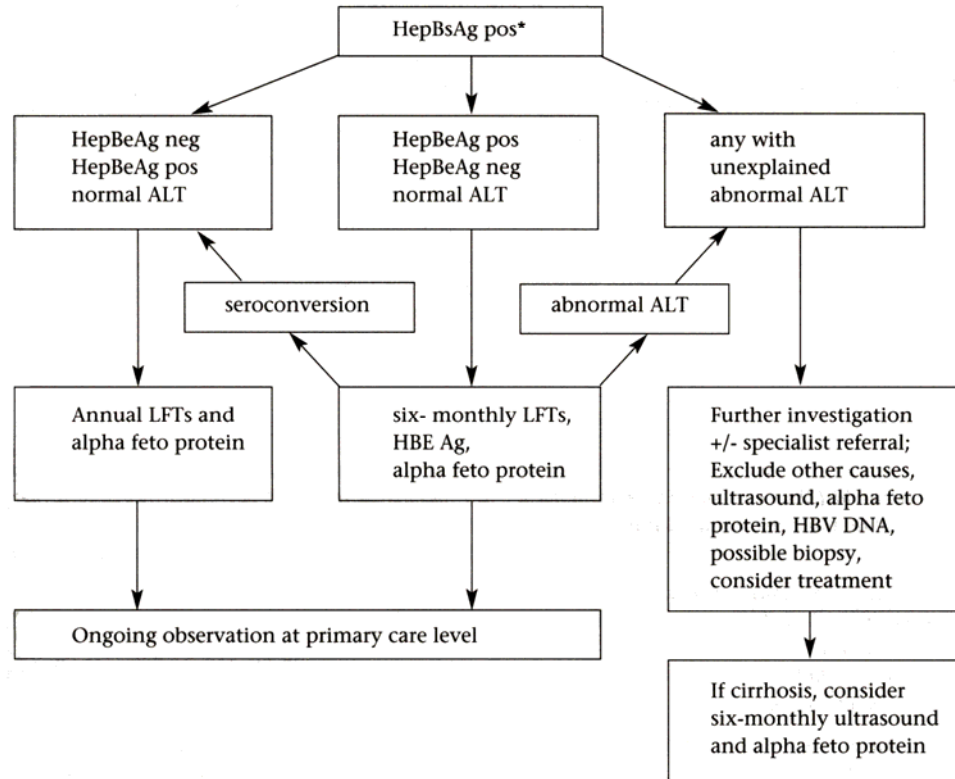 HepBsAg pos*
HepBeAg neg
HepBeAg pos
normal ALT
HepBeAg pos
HepBeAg neg
normal ALT
any with
unexplained
abnormal ALT
seroconversion
abnormal ALT
Annual LFTs and
alpha feto protein
six- monthly LFTs,
HBE Ag,
alpha feto protein
Further investigation
+/- specialist referral;
Exclude other causes,
ultrasound, alpha feto
protein, HBV DNA,
possible biopsy,
consider treatment
Ongoing observation at primary care level
If cirrhosis, consider
six-monthly ultrasound
and alpha feto protein